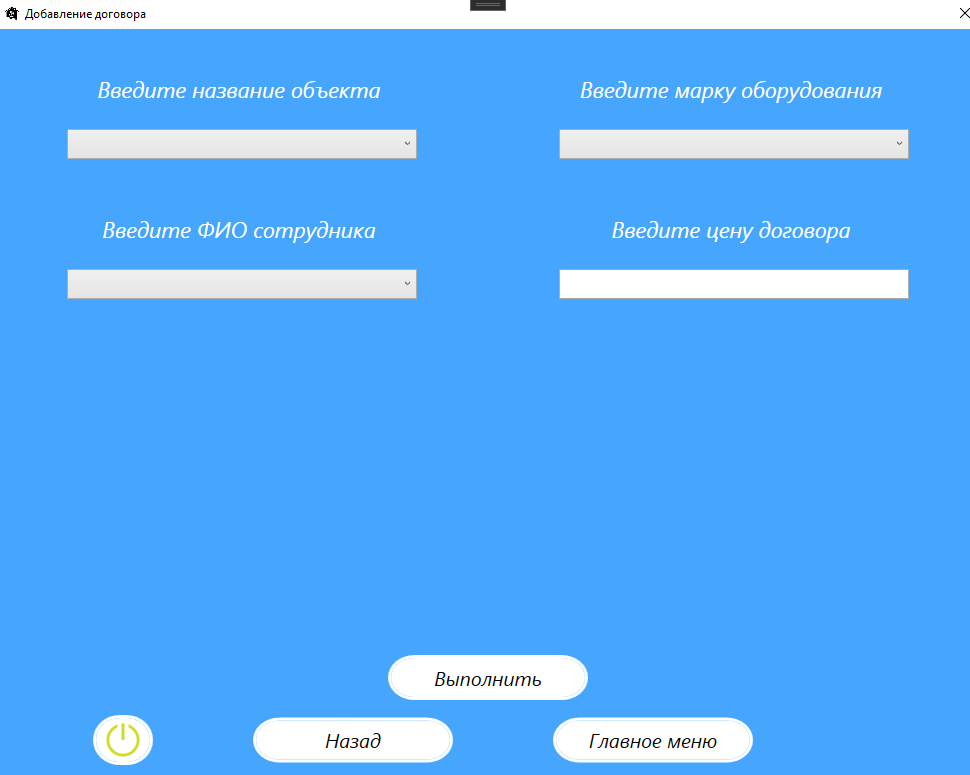 Добавление договора
Введите название объекта
Введите марку оборудования
Введите ФИО сотрудника
Введите цену договора
Выполнить
Назад
Главное меню